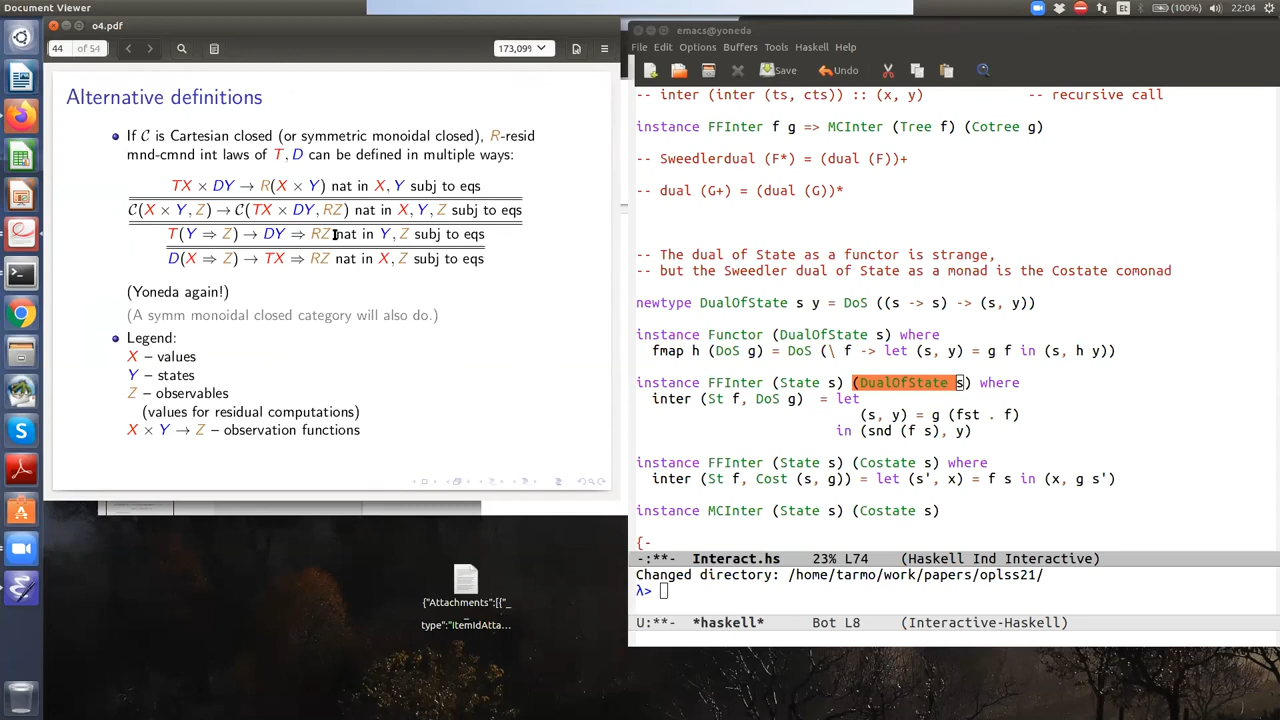 Document Viewer
Et
(100%)
22:04
o4.pdf
44 of 54
173,09%
Alternative definitions
If C is Cartesian closed (or symmetric monoidal closed), R-resid
mnd-cmnd int laws of T, D can be defined in multiple ways:
TX × DY → R(X × Y) nat in X, Y subj to eqs
C(X × Y, Z) → C(TX × DY, RZ) nat in X, Y, Z subj to eqs
T(Y ⇒ Z) → DY ⇒ RZ nat in Y, Z subj to eqs
D(X ⇒ Z) → TX ⇒ RZ nat in X, Z subj to eqs
(Yoneda again!)
(A symm monoidal closed category will also do.)
Legend:
X – values
Y – states
Z – observables
(values for residual computations)
X × Y → Z – observation functions
{"Attachments":[{"_
type":"ItemIdAtta...
emacs@yoneda
File Edit Options Buffers Tools Haskell Help
Save Undo
-- inter (inter (ts, cts)) :: (x, y) -- recursive call
instance FFInter f g => MCInter (Tree f) (Cotree g)
-- Sweedlerdual (F*) = (dual (F))+
-- dual (G+) = (dual (G))*
-- The dual of State as a functor is strange,
-- but the Sweedler dual of State as a monad is the Costate comonad
newtype DualOfState s y = DoS ((s -> s) -> (s, y))
instance Functor (DualOfState s) where
fmap h (DoS g) = DoS (\ f -> let (s, y) = g f in (s, h y))
instance FFInter (State s) (DualOfState s) where
inter (St f, DoS g) = let
(s, y) = g (fst . f)
in (snd (f s), y)
instance FFInter (State s) (Costate s) where
inter (St f, Cost (s, g)) = let (s', x) = f s in (x, g s')
instance MCInter (State s) (Costate s)
{-
-:**- Interact.hs 23% L74 (Haskell Ind Interactive)
Changed directory: /home/tarmo/work/papers/oplss21/
λ>
U:**- *haskell* Bot L8 (Interactive-Haskell)